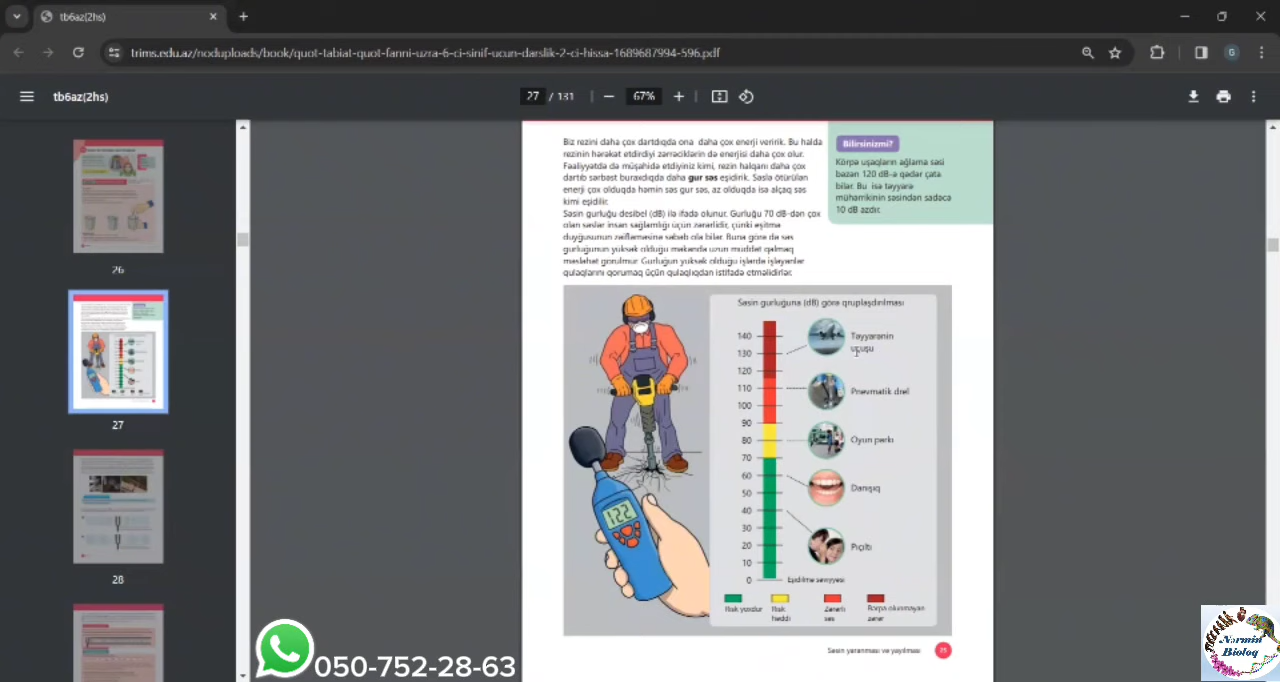 tb6az(2hs)
trims.edu.az/noduploads/book/quot-tabiat-quot-fanni-uzra-6-ci-sinif-ucun-darslik-2-ci-hissa-1689687994-596.pdf
G
tb6az(2hs)
27 / 131
67%
26
27
28
Biz rezini daha çox dartdıqda ona daha çox enerji veririk. Bu halda
rezinin hərəkət etdirdiyi zərrəciklərin də enerjisi daha çox olur.
Fəaliyyətdə də müşahidə etdiyiniz kimi, rezin halqanı daha çox
dartıb sərbəst buraxdıqda daha gur səs eşidirik. Səslə ötürülən
enerji çox olduqda həmin səs gur səs, az olduqda isə alçaq səs
kimi eşidilir.
Səsin gurluğu desibel (dB) ilə ifadə olunur. Gurluğu 70 dB-dən çox
olan səslər insan sağlamlığı üçün zərərlidir, çünki eşitmə
duyğusunun zəifləməsinə səbəb ola bilər. Buna görə də səs
gurluğunun yüksək olduğu məkanda uzun müddət qalmaq
məsləhət görülmür. Gurluğun yüksək olduğu işlərdə işləyənlər
qulaqlarını qorumaq üçün qulaqlıqdan istifadə etməlidirlər.
Bilirsinizmi?
Körpə uşaqların ağlama səsi
bəzən 120 dB-ə qədər çata
bilər. Bu isə təyyarə
mühərrikinin səsindən sadəcə
10 dB azdır.
Səsin gurluğuna (dB) görə qruplaşdırılması
140
130
120
110
100
90
80
70
60
50
40
30
20
10
0
Təyyarənin
uçuşu
Pnevmatik drel
Oyun parkı
Danışıq
Pıçıltı
Eşidilmə səviyyəsi
122
Risk yoxdur
Risk
həddi
Zərərli
səs
Bərpa olunmayan
zərər
Səsin yaranması və yayılması
25
050-752-28-63
Nərmin
Bioloq